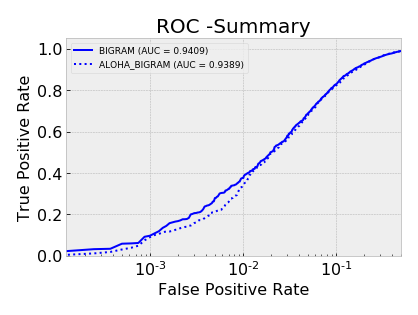 ROC -Summary
BIGRAM (AUC = 0.9409)
ALOHA_BIGRAM (AUC = 0.9389)
True Positive Rate
1.0
0.8
0.6
0.4
0.2
0.0
10⁻³ 10⁻² 10⁻¹
False Positive Rate